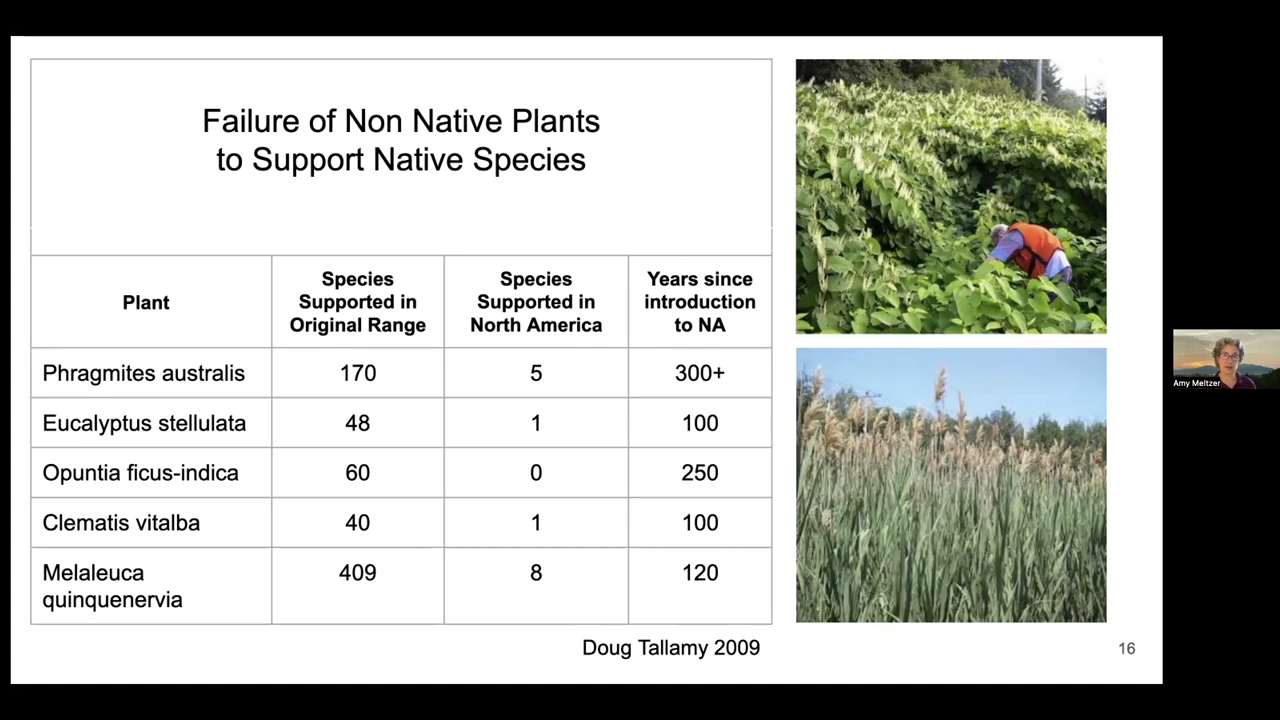 Failure of Non Native Plants
to Support Native Species
Plant
Species
Supported in
Original Range
Species
Supported in
North America
Years since
introduction
to NA
Phragmites australis 170 5 300+
Eucalyptus stellulata 48 1 100
Opuntia ficus-indica 60 0 250
Clematis vitalba 40 1 100
Melaleuca 409 8 120
quinquenervia
Doug Tallamy 2009
16
Amy Meltzer